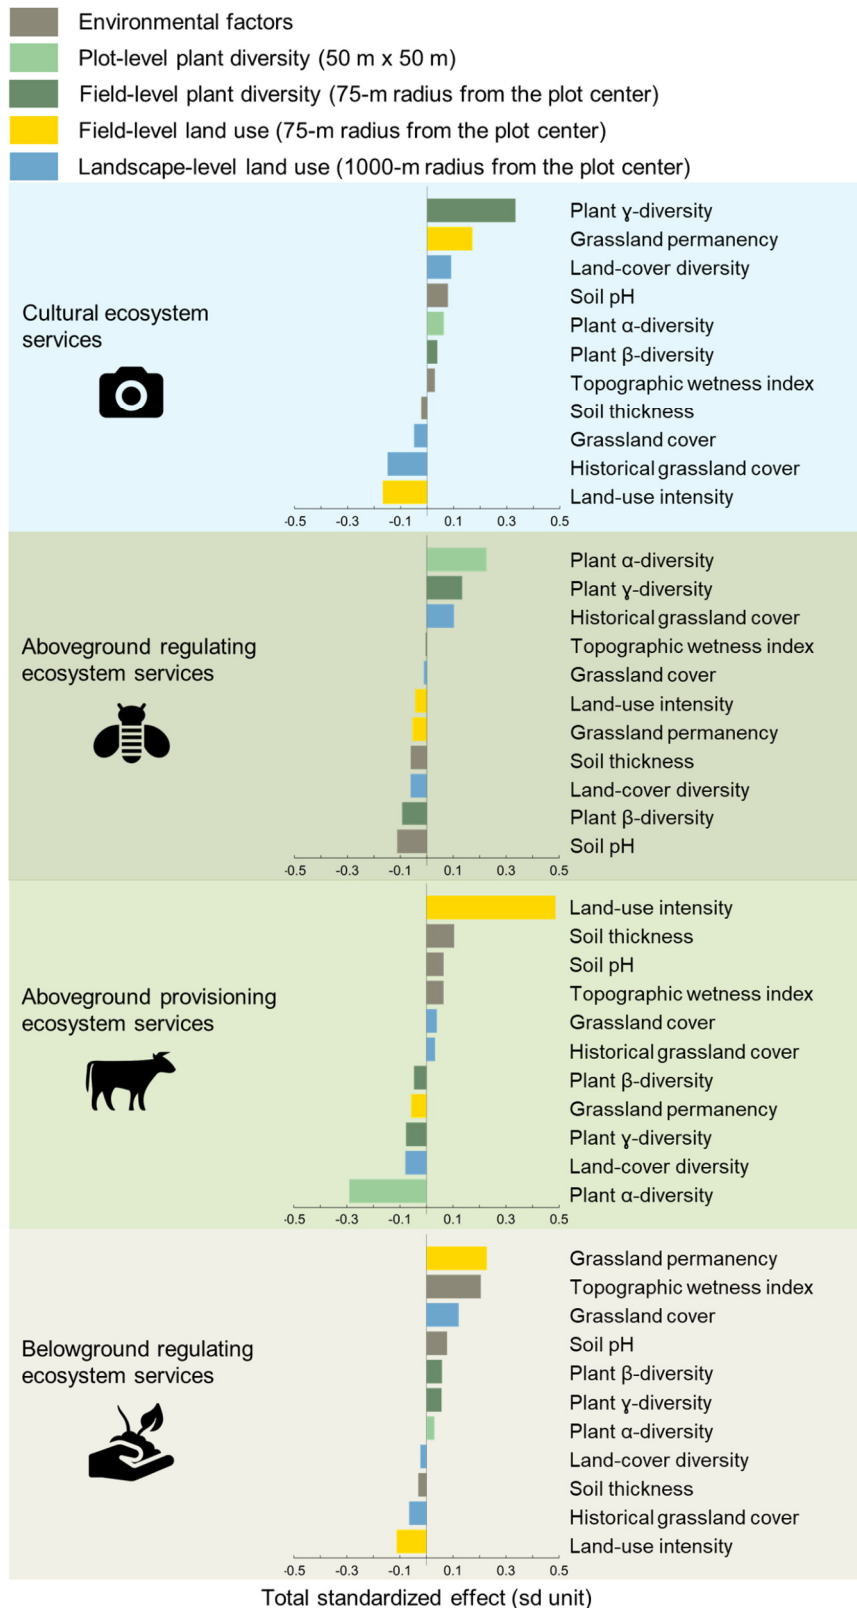 Environmental factors
Plot-level plant diversity (50 m x 50 m)
Field-level plant diversity (75-m radius from the plot center)
Field-level land use (75-m radius from the plot center)
Landscape-level land use (1000-m radius from the plot center)
Cultural ecosystem
services
Plant ɣ-diversity
Grassland permanency
Land-cover diversity
Soil pH
Plant α-diversity
Plant β-diversity
Topographic wetness index
Soil thickness
Grassland cover
Historical grassland cover
Land-use intensity
-0.5 -0.3 -0.1 0.1 0.3 0.5
Aboveground regulating
ecosystem services
Plant α-diversity
Plant ɣ-diversity
Historical grassland cover
Topographic wetness index
Grassland cover
Land-use intensity
Grassland permanency
Soil thickness
Land-cover diversity
Plant β-diversity
Soil pH
-0.5 -0.3 -0.1 0.1 0.3 0.5
Aboveground provisioning
ecosystem services
Land-use intensity
Soil thickness
Soil pH
Topographic wetness index
Grassland cover
Historical grassland cover
Plant β-diversity
Grassland permanency
Plant ɣ-diversity
Land-cover diversity
Plant α-diversity
-0.5 -0.3 -0.1 0.1 0.3 0.5
Belowground regulating
ecosystem services
Grassland permanency
Topographic wetness index
Grassland cover
Soil pH
Plant β-diversity
Plant ɣ-diversity
Plant α-diversity
Land-cover diversity
Soil thickness
Historical grassland cover
Land-use intensity
-0.5 -0.3 -0.1 0.1 0.3 0.5
Total standardized effect (sd unit)